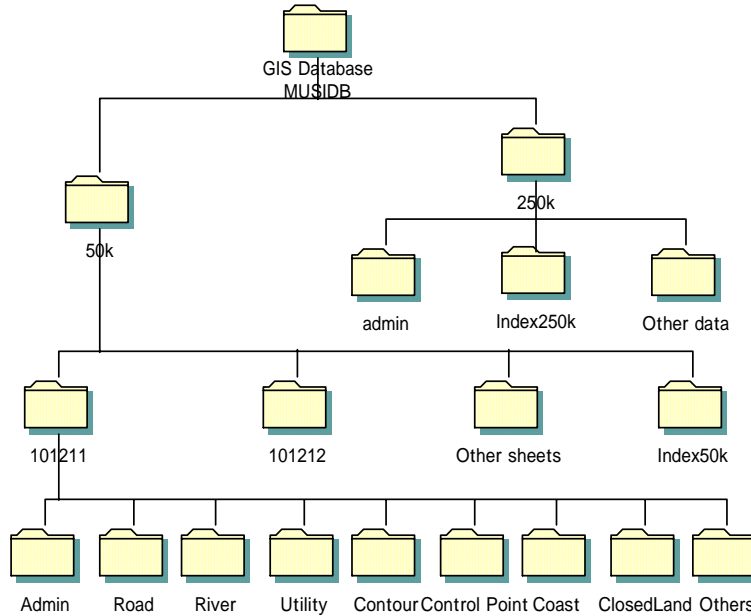 GIS Database
MUSIDB
250k
50k
admin
Index250k
Other data
101211
101212
Other sheets
Index50k
Admin
Road
River
Utility
Contour
Control Point
Coast
ClosedLand
Others